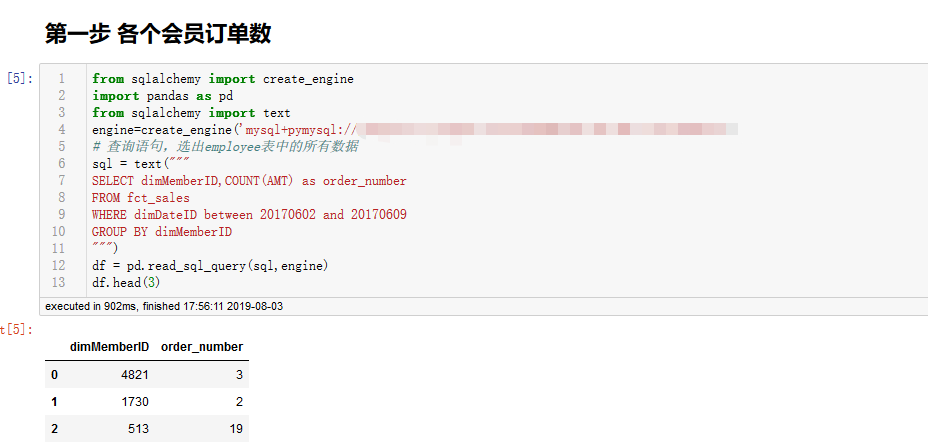 第一步 各个会员订单数
[5]:
1 from sqlalchemy import create_engine
2 import pandas as pd
3 from sqlalchemy import text
4 engine=create_engine('mysql+pymysql://
5 # 查询语句，选出employee表中的所有数据
6 sql = text("""
7 SELECT dimMemberID,COUNT(AMT) as order_number
8 FROM fct_sales
9 WHERE dimDateID between 20170602 and 20170609
10 GROUP BY dimMemberID
11 """)
12 df = pd.read_sql_query(sql,engine)
13 df.head(3)
executed in 902ms, finished 17:56:11 2019-08-03
t[5]:
dimMemberID order_number
0 4821 3
1 1730 2
2 513 19